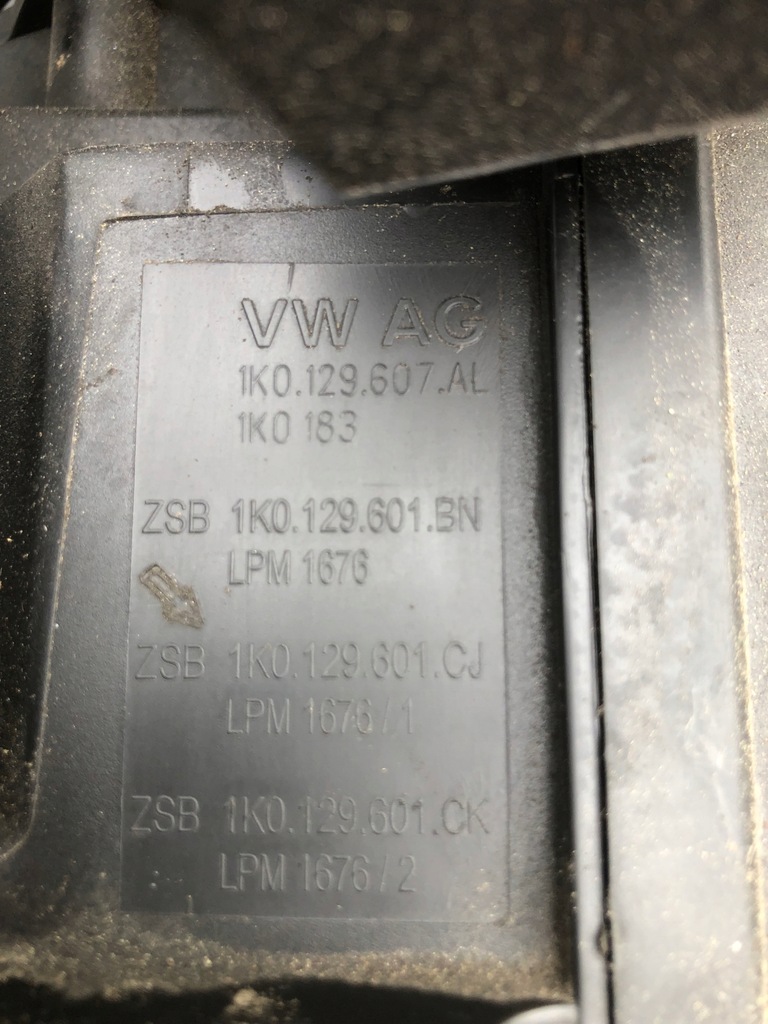 VW AG
1K0.129.607.AL
1K0 183
ZSB 1K0.129.601.BN
LPM 1676
ZSB 1K0.129.601.CJ
LPM 1676/1
ZSB 1K0.129.601.CK
LPM 1676/2